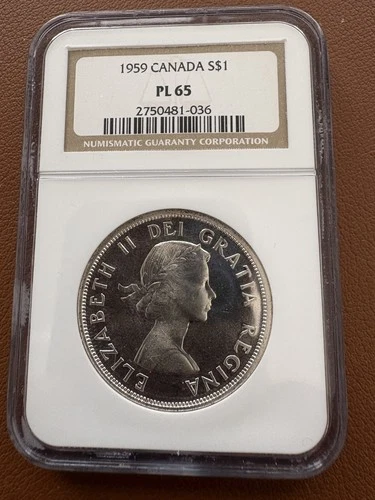 1959 CANADA S$1
PL 65
2750481-036
NUMISMATIC GUARANTY CORPORATION
ELIZABETH II DEI GRATIA REGINA